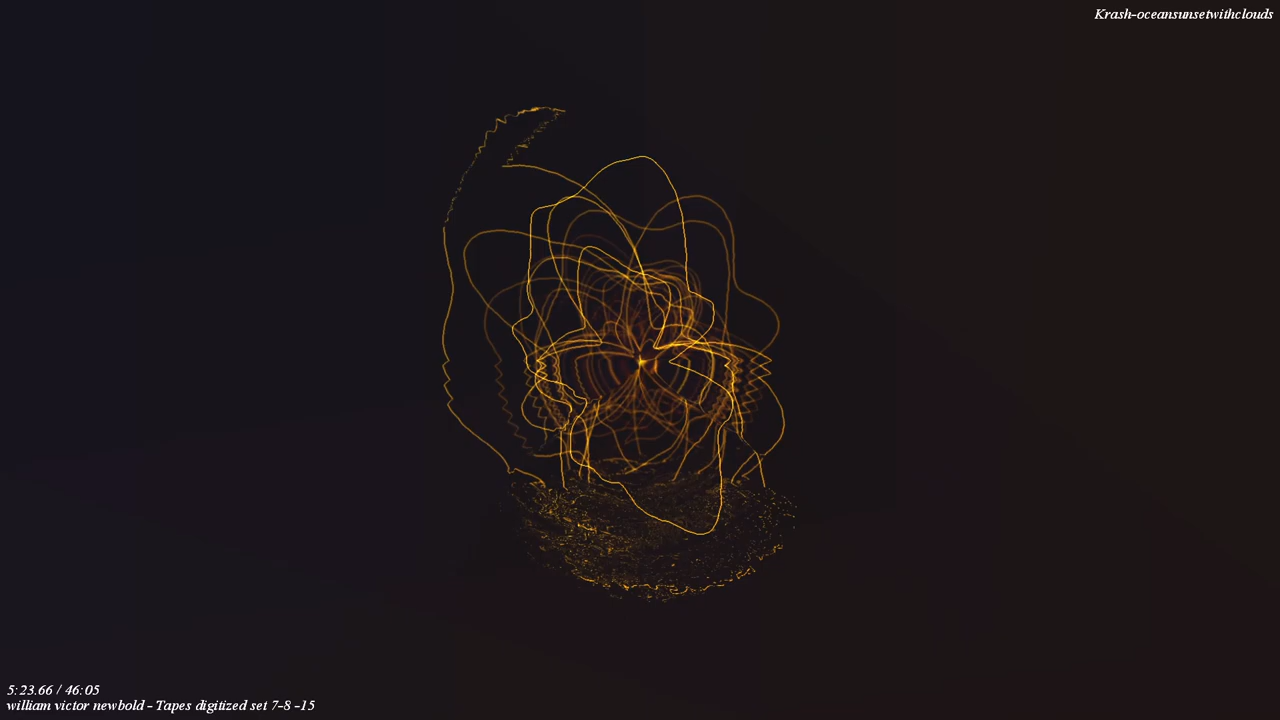 Krash-oceansunsetwithclouds
5:23.66 / 46:05
william victor newbold - Tapes digitized set 7-8 -15